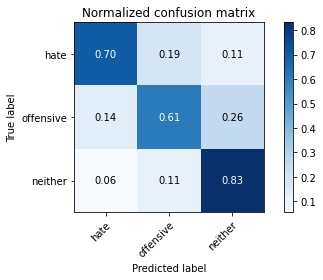 Normalized confusion matrix
True label
hate
0.70 0.19 0.11
offensive
0.14 0.61 0.26
neither
0.06 0.11 0.83
hate offensive neither
Predicted label
0.8
0.7
0.6
0.5
0.4
0.3
0.2
0.1